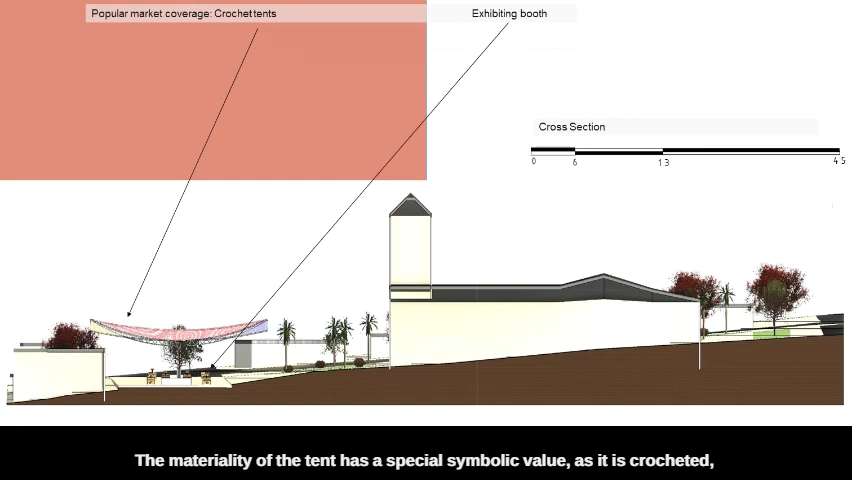 Popular market coverage: Crochet tents
Exhibiting booth
Cross Section
0 6 13 45
The materiality of the tent has a special symbolic value, as it is crocheted,